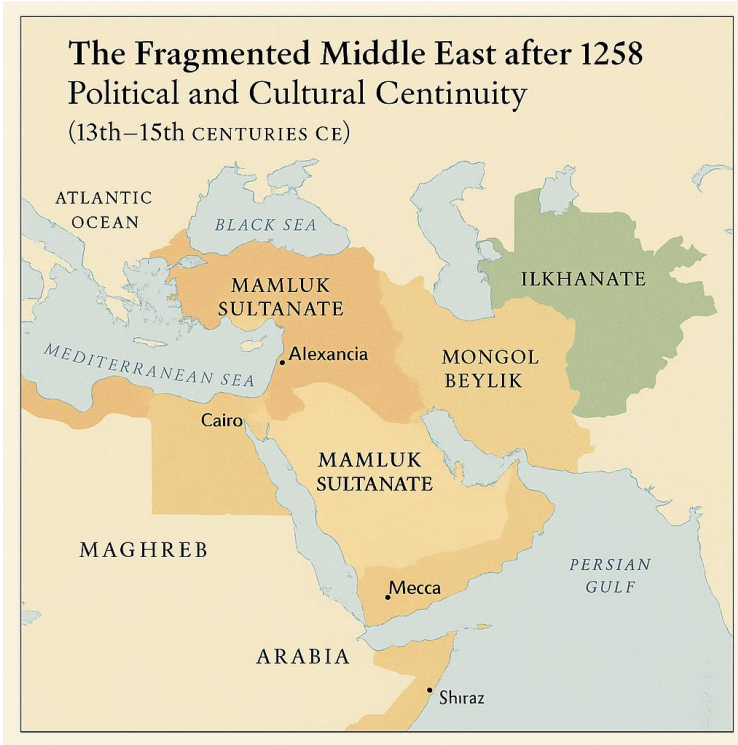 The Fragmented Middle East after 1258
Political and Cultural Centinuity
(13th–15th CENTURIES CE)
ATLANTIC
OCEAN
BLACK SEA
MAMLUK
SULTANATE
ILKHANATE
Alexancia
MEDITERRANEAN SEA
MONGOL
BEYLIK
Cairo
MAMLUK
SULTANATE
MAGHREB
PERSIAN
GULF
Mecca
ARABIA
Shıraz